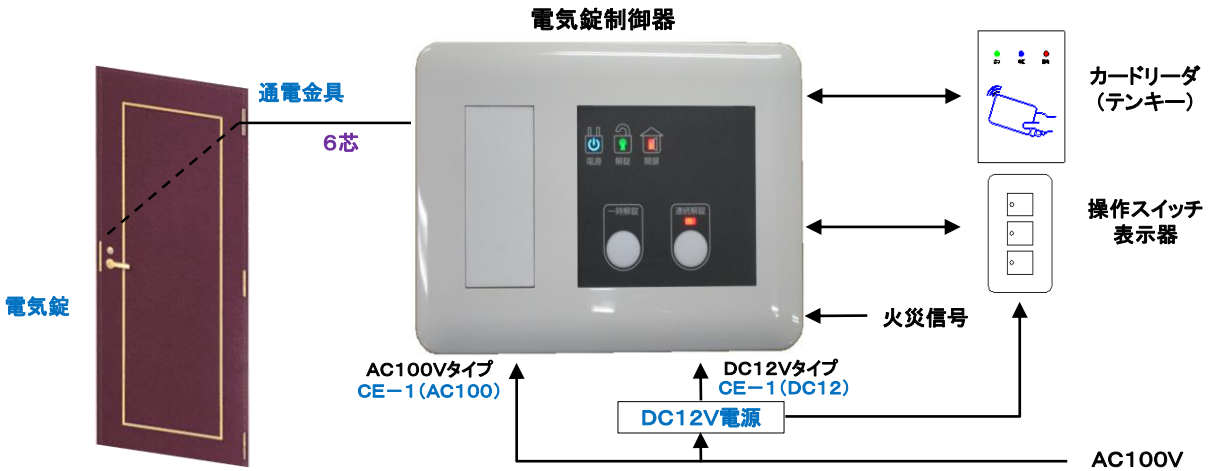 電気錠制御器
通電金具
6芯
電気錠
電源 解錠 開扉
一時解錠 連続解錠
カードリーダ
（テンキー）
操作スイッチ
表示器
火災信号
AC100Vタイプ
CE－1（AC100）
DC12Vタイプ
CE－1（DC12）
DC12V電源
AC100V